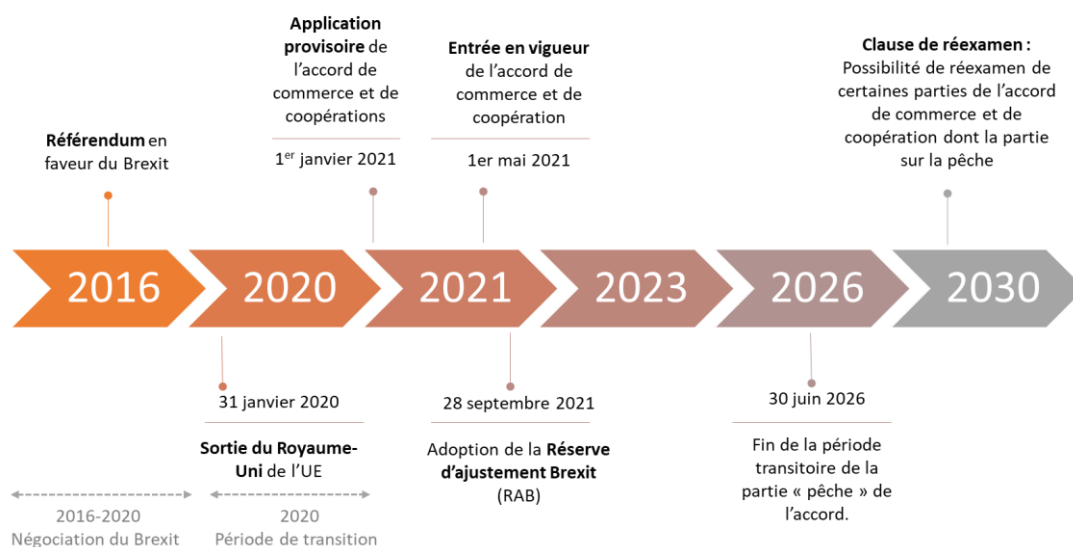 Référendum en
faveur du Brexit
Application
provisoire de
l'accord de
commerce et de
coopérations
1er janvier 2021
Entrée en vigueur
de l'accord de
commerce et de
coopération
1er mai 2021
Clause de réexamen :
Possibilité de réexamen de
certaines parties de l'accord
de commerce et de
coopération dont la partie
sur la pêche
2016
2020
2021
2023
2026
2030
31 janvier 2020
Sortie du Royaume-
Uni de l'UE
28 septembre 2021
Adoption de la Réserve
d'ajustement Brexit
(RAB)
30 juin 2026
Fin de la période
transitoire de la
partie « pêche » de
l'accord.
2016-2020
Négociation du Brexit
2020
Période de transition